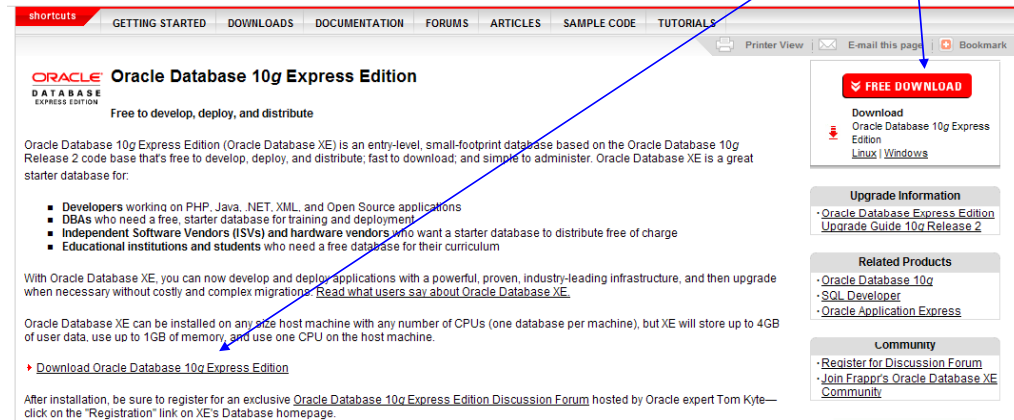 shortcuts
GETTING STARTED DOWNLOADS DOCUMENTATION FORUMS ARTICLES SAMPLE CODE TUTORIALS
Printer View E-mail this page Bookmark
ORACLE
DATABASE
EXPRESS EDITION
Oracle Database 10g Express Edition
Free to develop, deploy, and distribute
Oracle Database 10g Express Edition (Oracle Database XE) is an entry-level, small-footprint database based on the Oracle Database 10g
Release 2 code base that's free to develop, deploy, and distribute; fast to download; and simple to administer. Oracle Database XE is a great
starter database for:
Developers working on PHP, Java, .NET, XML, and Open Source applications
DBAs who need a free, starter database for training and deployment
Independent Software Vendors (ISVs) and hardware vendors who want a starter database to distribute free of charge
Educational institutions and students who need a free database for their curriculum
With Oracle Database XE, you can now develop and deploy applications with a powerful, proven, industry-leading infrastructure, and then upgrade
when necessary without costly and complex migrations. Read what users say about Oracle Database XE.
Oracle Database XE can be installed on any size host machine with any number of CPUs (one database per machine), but XE will store up to 4GB
of user data, use up to 1GB of memory, and use one CPU on the host machine.
Download Oracle Database 10g Express Edition
After installation, be sure to register for an exclusive Oracle Database 10g Express Edition Discussion Forum hosted by Oracle expert Tom Kyte—
click on the "Registration" link on XE's Database homepage.
FREE DOWNLOAD
Download
Oracle Database 10g Express
Edition
Linux | Windows
Upgrade Information
Oracle Database Express Edition
Upgrade Guide 10g Release 2
Related Products
Oracle Database 10g
SQL Developer
Oracle Application Express
Community
Register for Discussion Forum
Join Frappr's Oracle Database XE
Community